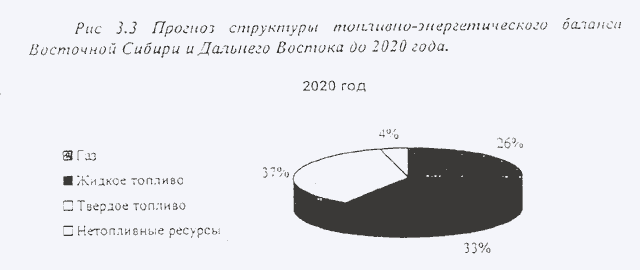 Рис 3.3 Прогноз структуры топливно-энергетического баланса
Восточной Сибири и Дальнего Востока до 2020 года.
2020 год
4%
26%
Газ
37%
Жидкое топливо
Твердое топливо
Нетопливные ресурсы
33%